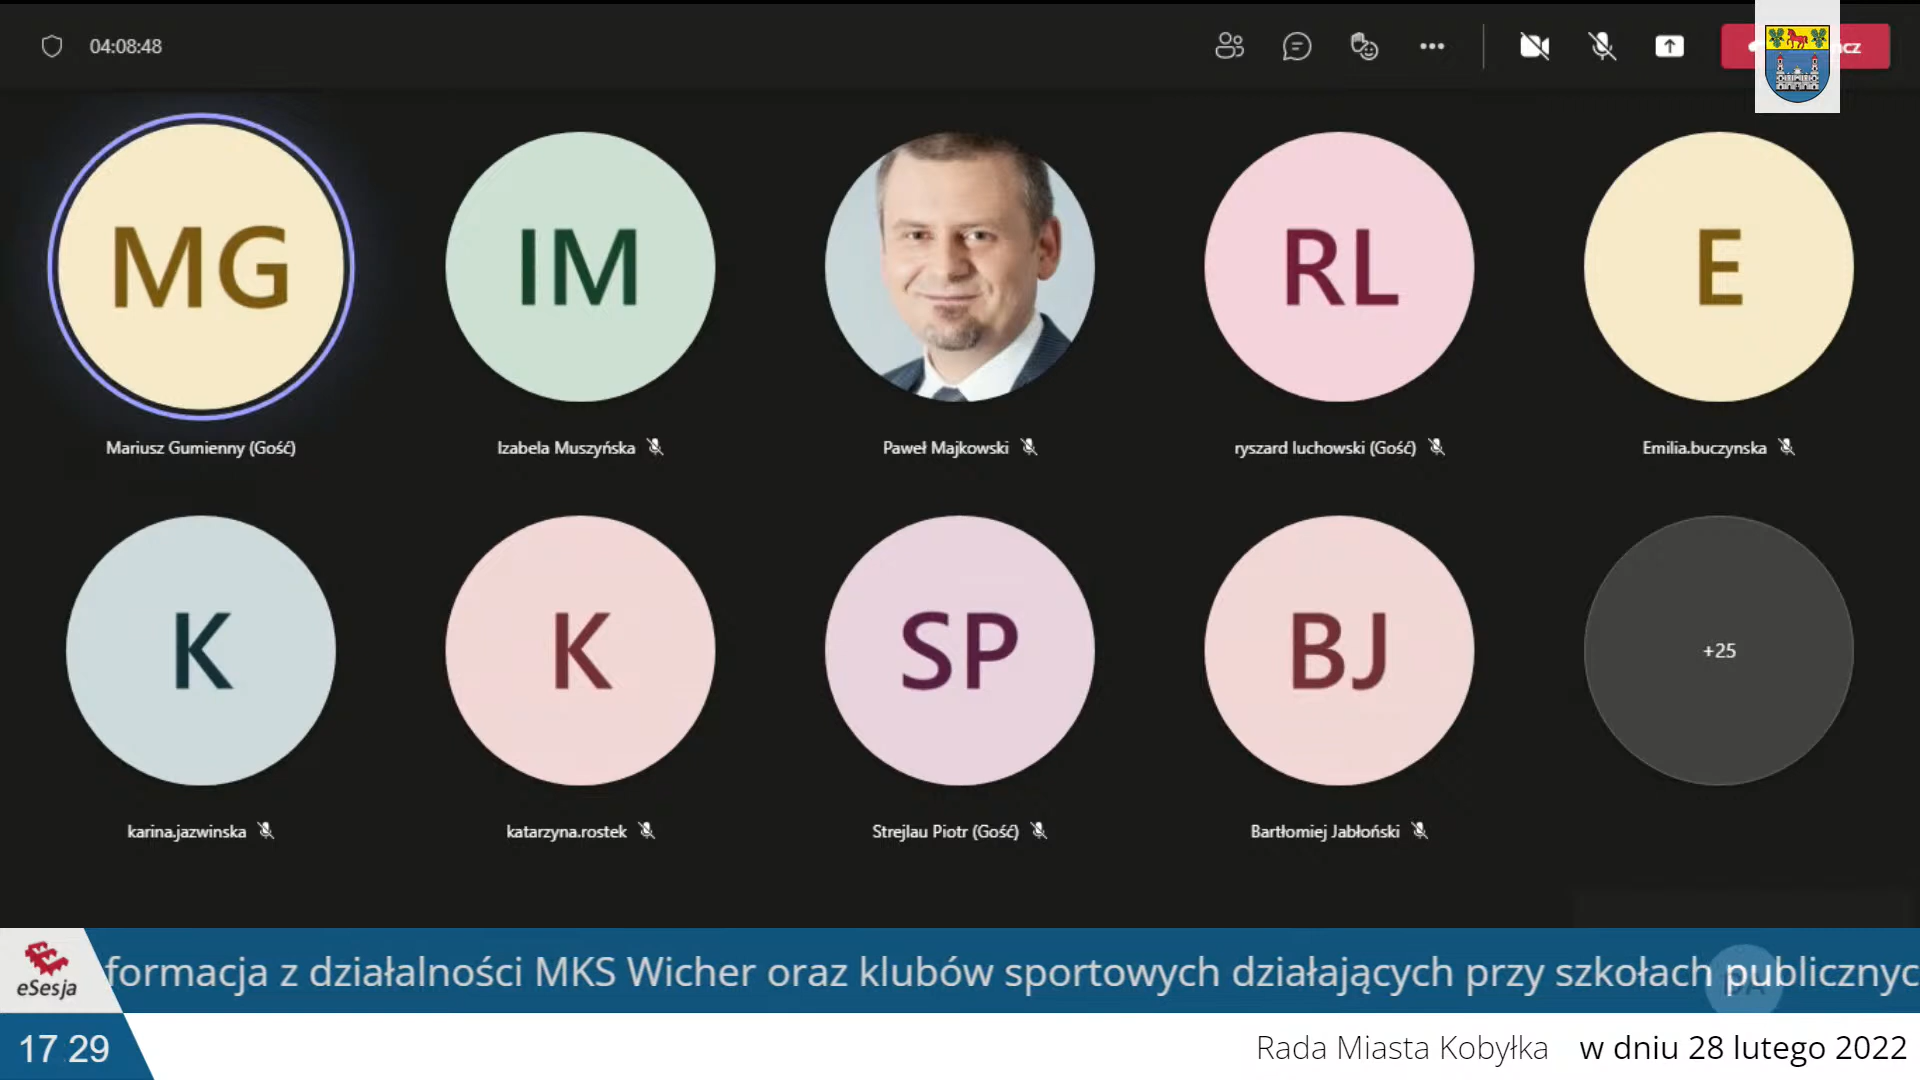 04:08:48
cz
MG
IM
RL
E
Mariusz Gumienny (Gość)
Izabela Muszyńska
Paweł Majkowski
ryszard luchowski (Gość)
Emilia.buczynska
K
K
SP
BJ
+25
karina.jazwinska
katarzyna.rostek
Strejlau Piotr (Gość)
Bartłomiej Jabłoński
eSesja
formacja z działalności MKS Wicher oraz klubów sportowych działających przy szkołach publicznyc
17 29
Rada Miasta Kobyłka w dniu 28 lutego 2022